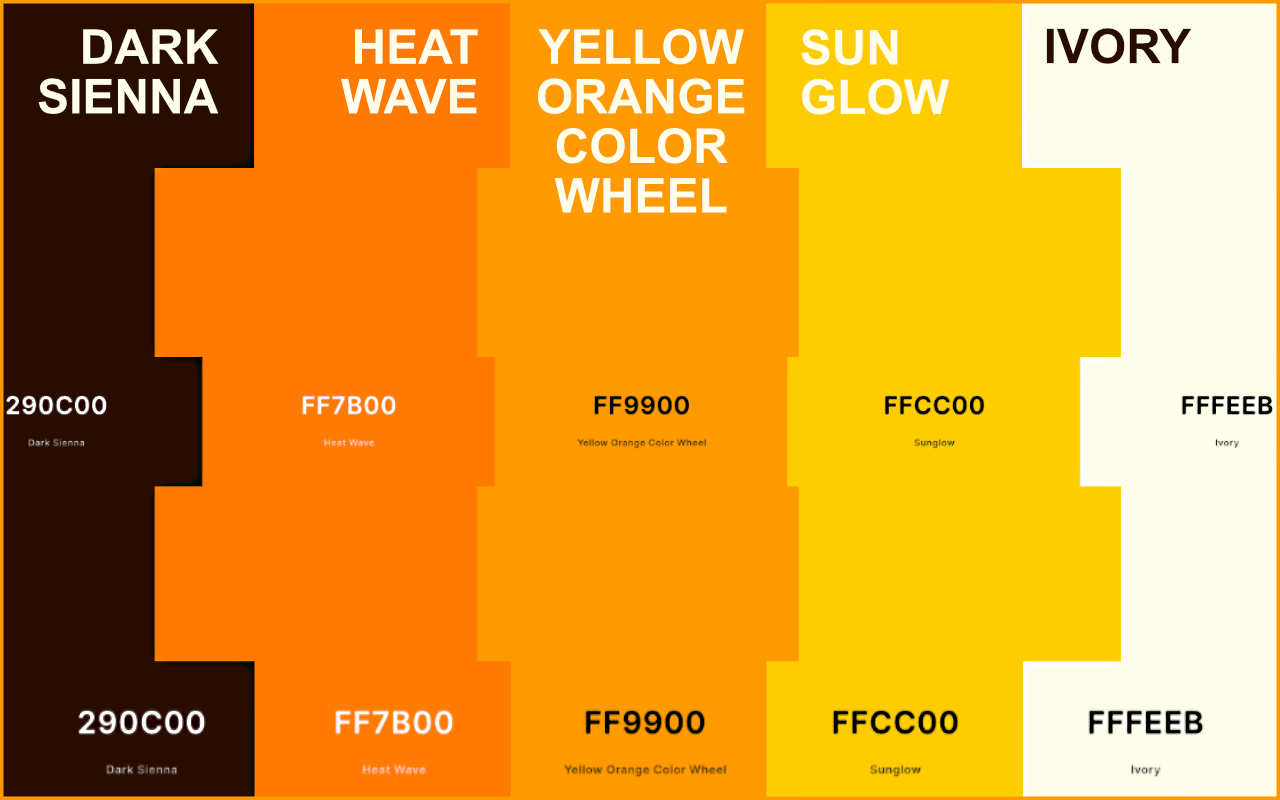 DARK
SIENNA
HEAT
WAVE
YELLOW
ORANGE
COLOR
WHEEL
SUN
GLOW
IVORY
290C00
Dark Sienna
FF7B00
Heat Wave
FF9900
Yellow Orange Color Wheel
FFCC00
Sunglow
FFFEEB
Ivory
290C00
Dark Sienna
FF7B00
Heat Wave
FF9900
Yellow Orange Color Wheel
FFCC00
Sunglow
FFFEEB
Ivory